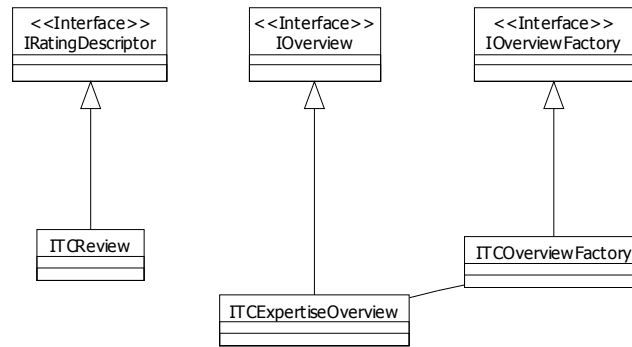 <<Interface>>
IRatingDescriptor
<<Interface>>
IOverview
<<Interface>>
IOverviewFactory
ITCReview
ITCOverviewFactory
ITCExpertiseOverview